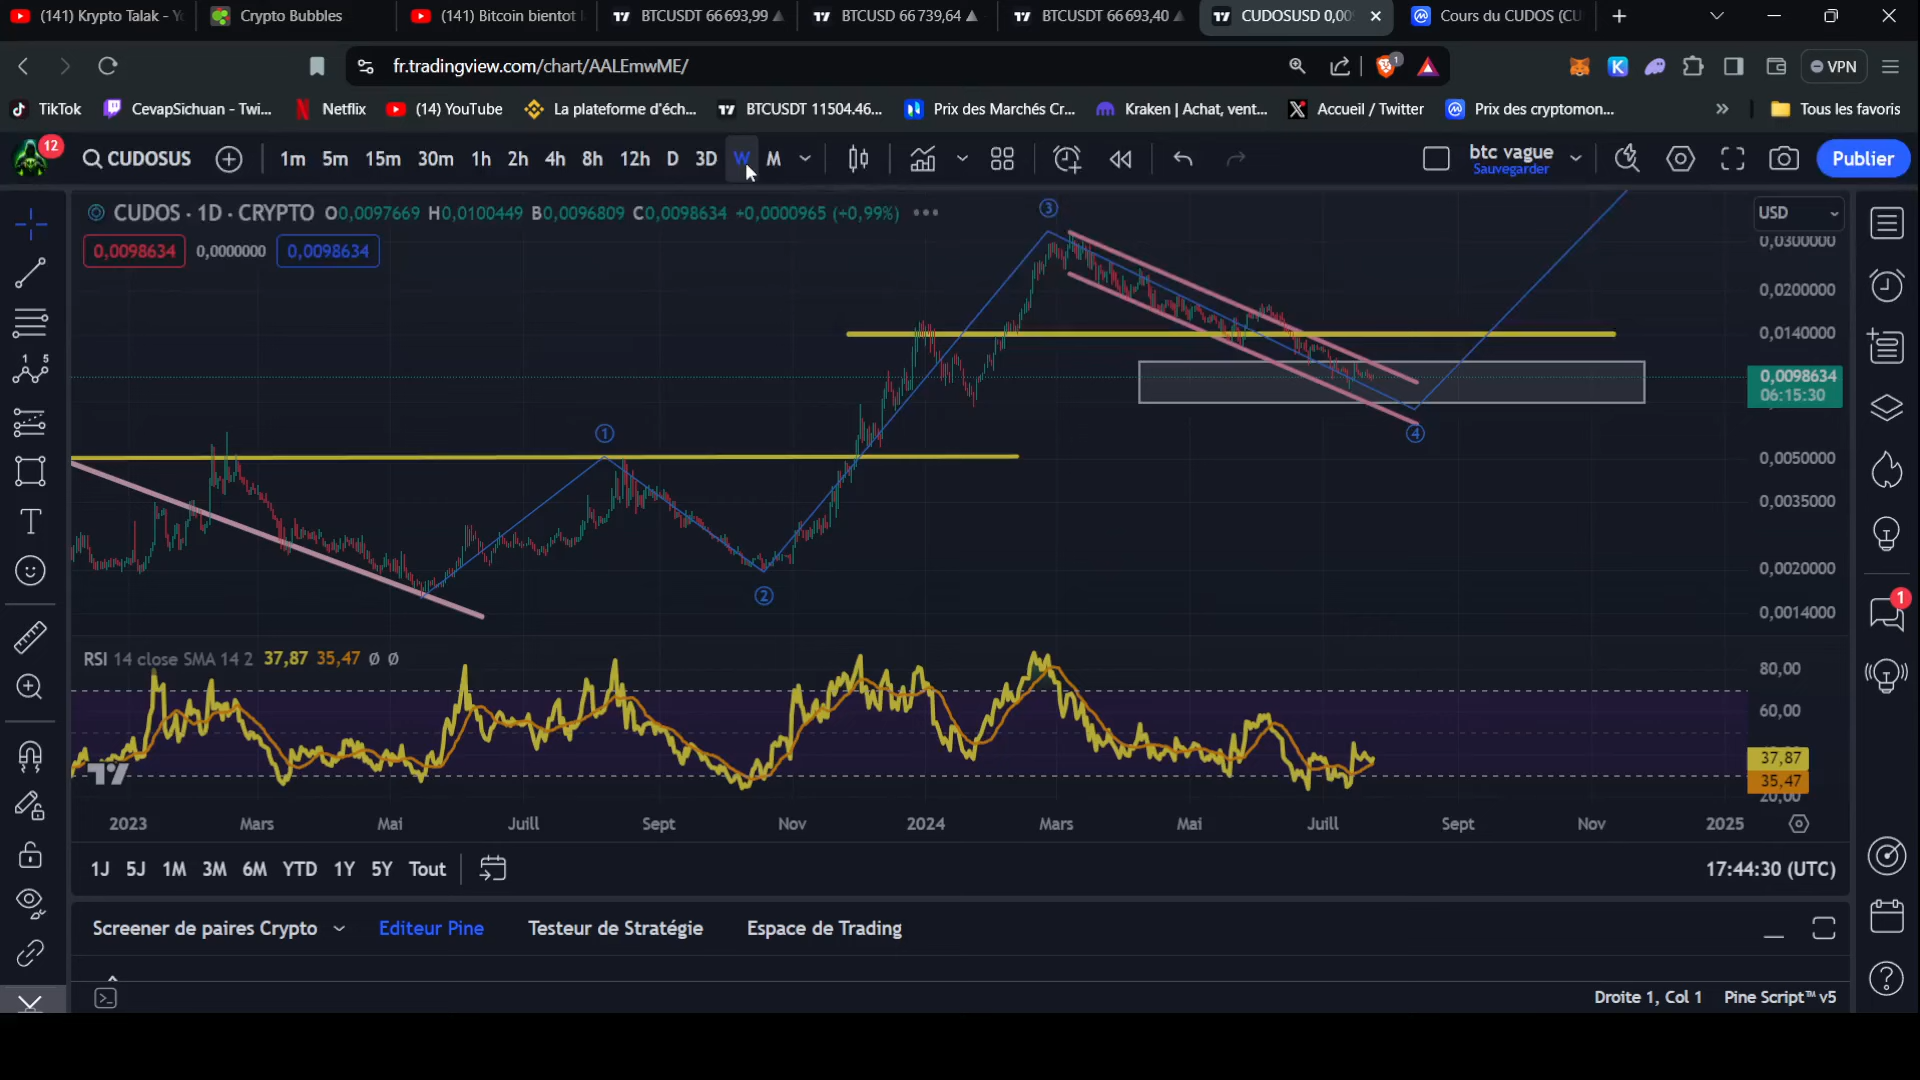 (141) Krypto Talak - Y
Crypto Bubbles
(141) Bitcoin bientot
BTCUSDT 66 693,99
BTCUSD 66 739,64
BTCUSDT 66 693,40
CUDOSUSD 0,00
Cours du CUDOS (CU
fr.tradingview.com/chart/AALEmwME/
1
VPN
TikTok
CevapSichuan - Twi...
Netflix
(14) YouTube
La plateforme d'éch...
BTCUSDT 11504.46...
Prix des Marchés Cr...
Kraken | Achat, vent...
Accueil / Twitter
Prix des cryptomon...
»
Tous les favoris
12
CUDOSUS
1m 5m 15m 30m 1h 2h 4h 8h 12h D 3D W M
btc vague
Sauvegarder
Publier
CUDOS · 1D · CRYPTO O0,0097669 H0,0100449 B0,0096809 C0,0098634 +0,0000965 (+0,99%)
0,0098634 0,0000000 0,0098634
USD
0,0300000
0,0200000
0,0140000
0,0098634
06:15:30
0,0050000
0,0035000
0,0020000
0,0014000
3
1
4
2
1 5
RSI 14 close SMA 14 2 37,87 35,47 Ø Ø
80,00
60,00
37,87
35,47
20,00
2023 Mars Mai Juill Sept Nov 2024 Mars Mai Juill Sept Nov 2025
1J 5J 1M 3M 6M YTD 1Y 5Y Tout
17:44:30 (UTC)
1
Screener de paires Crypto
Editeur Pine
Testeur de Stratégie
Espace de Trading
Droite 1, Col 1 Pine Script™ v5